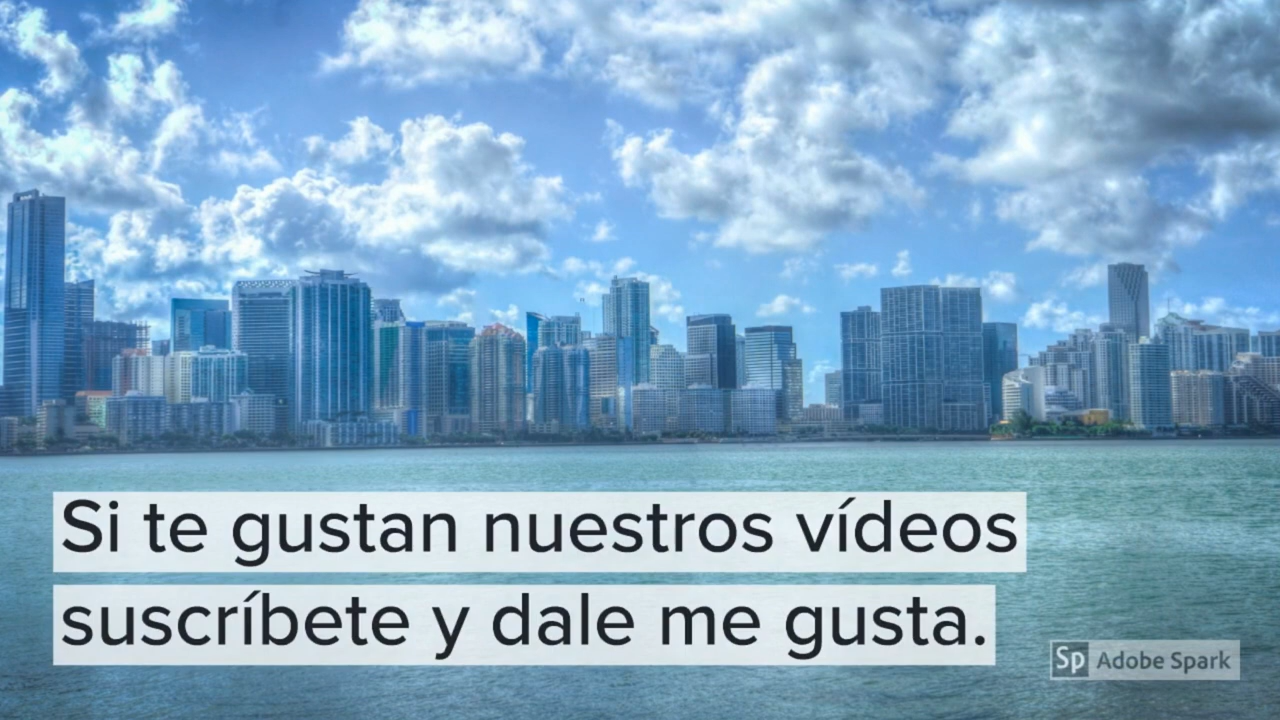 Si te gustan nuestros vídeos
suscríbete y dale me gusta.
Sp Adobe Spark